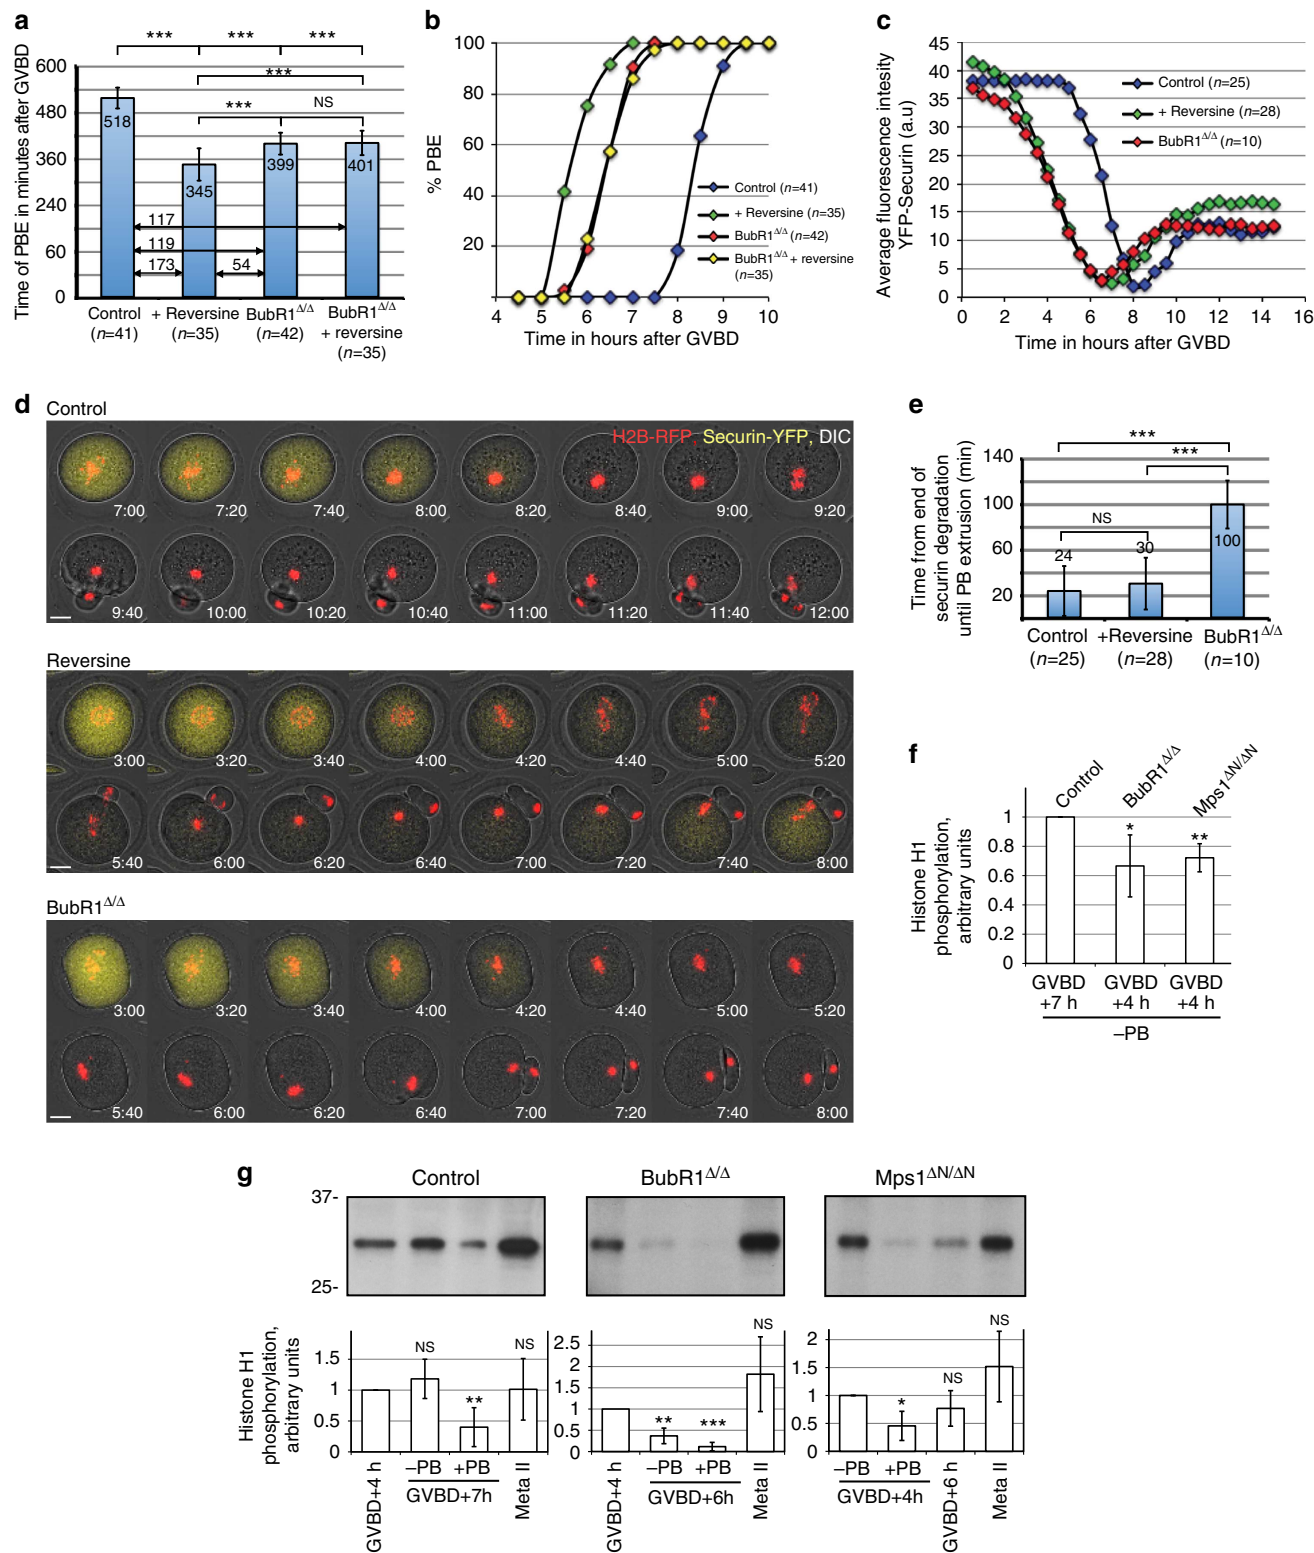 a
***
***
***
***
***
NS
Time of PBE in minutes after GVBD
600
480
360
240
60
0
518
345
399
401
117
119
173
54
Control
(n=41)
+ Reversine
(n=35)
BubR1Δ/Δ
(n=42)
BubR1Δ/Δ
+ reversine
(n=35)
b
% PBE
100
80
60
40
20
4
5
6
7
8
9
10
Time in hours after GVBD
Control (n=41)
+ Reversine (n=35)
BubR1Δ/Δ (n=42)
BubR1Δ/Δ + reversine
(n=35)
c
Average fluorescence intesity
YFP-Securin (a.u)
45
40
35
30
25
20
15
10
5
0
0
2
4
6
8
10
12
14
16
Time in hours after GVBD
Control (n=25)
+ Reversine (n=28)
BubR1Δ/Δ (n=10)
d
Control
H2B-RFP, Securin-YFP, DIC
7:00
7:20
7:40
8:00
8:20
8:40
9:00
9:20
9:40
10:00
10:20
10:40
11:00
11:20
11:40
12:00
Reversine
3:00
3:20
3:40
4:00
4:20
4:40
5:00
5:20
5:40
6:00
6:20
6:40
7:00
7:20
7:40
8:00
BubR1Δ/Δ
3:00
3:20
3:40
4:00
4:20
4:40
5:00
5:20
5:40
6:00
6:20
6:40
7:00
7:20
7:40
8:00
e
***
***
NS
Time from end of
securin degradation
until PB extrusion (min)
140
100
60
20
24
30
100
Control
(n=25)
+Reversine
(n=28)
BubR1Δ/Δ
(n=10)
f
Control
BubR1Δ/Δ
Mps1ΔN/ΔN
*
**
Histone H1
phosphorylation,
arbitrary units
1
0.8
0.6
0.4
0.2
0
GVBD
+7 h
GVBD
+4 h
GVBD
+4 h
–PB
g
Control
BubR1Δ/Δ
Mps1ΔN/ΔN
37-
25-
Histone H1
phosphorylation,
arbitrary units
1.5
1
0.5
0
NS
**
NS
GVBD+4 h
–PB
+PB
GVBD+7h
Meta II
2.5
2
1.5
1
0.5
0
**
***
NS
GVBD+4 h
–PB
+PB
GVBD+6h
Meta II
2
1.5
1
0.5
0
*
NS
NS
–PB
+PB
GVBD+4h
GVBD+6 h
Meta II